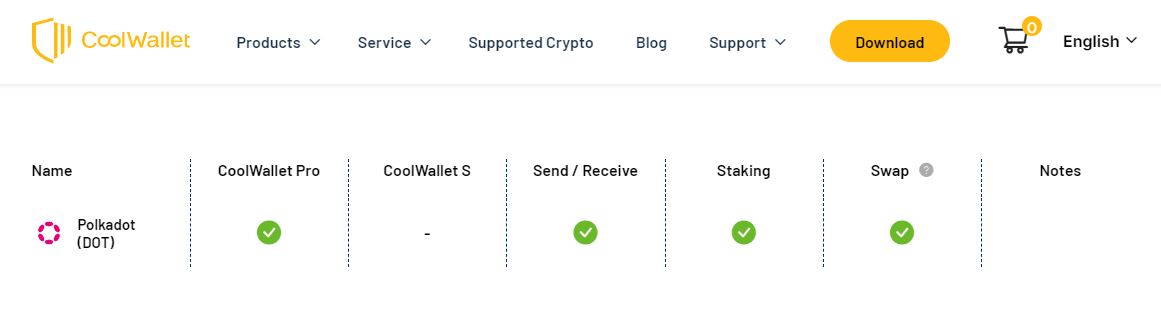 CoolWallet Products Service Supported Crypto Blog Support Download 0 English
Name CoolWallet Pro CoolWallet S Send / Receive Staking Swap ? Notes
Polkadot
(DOT) -